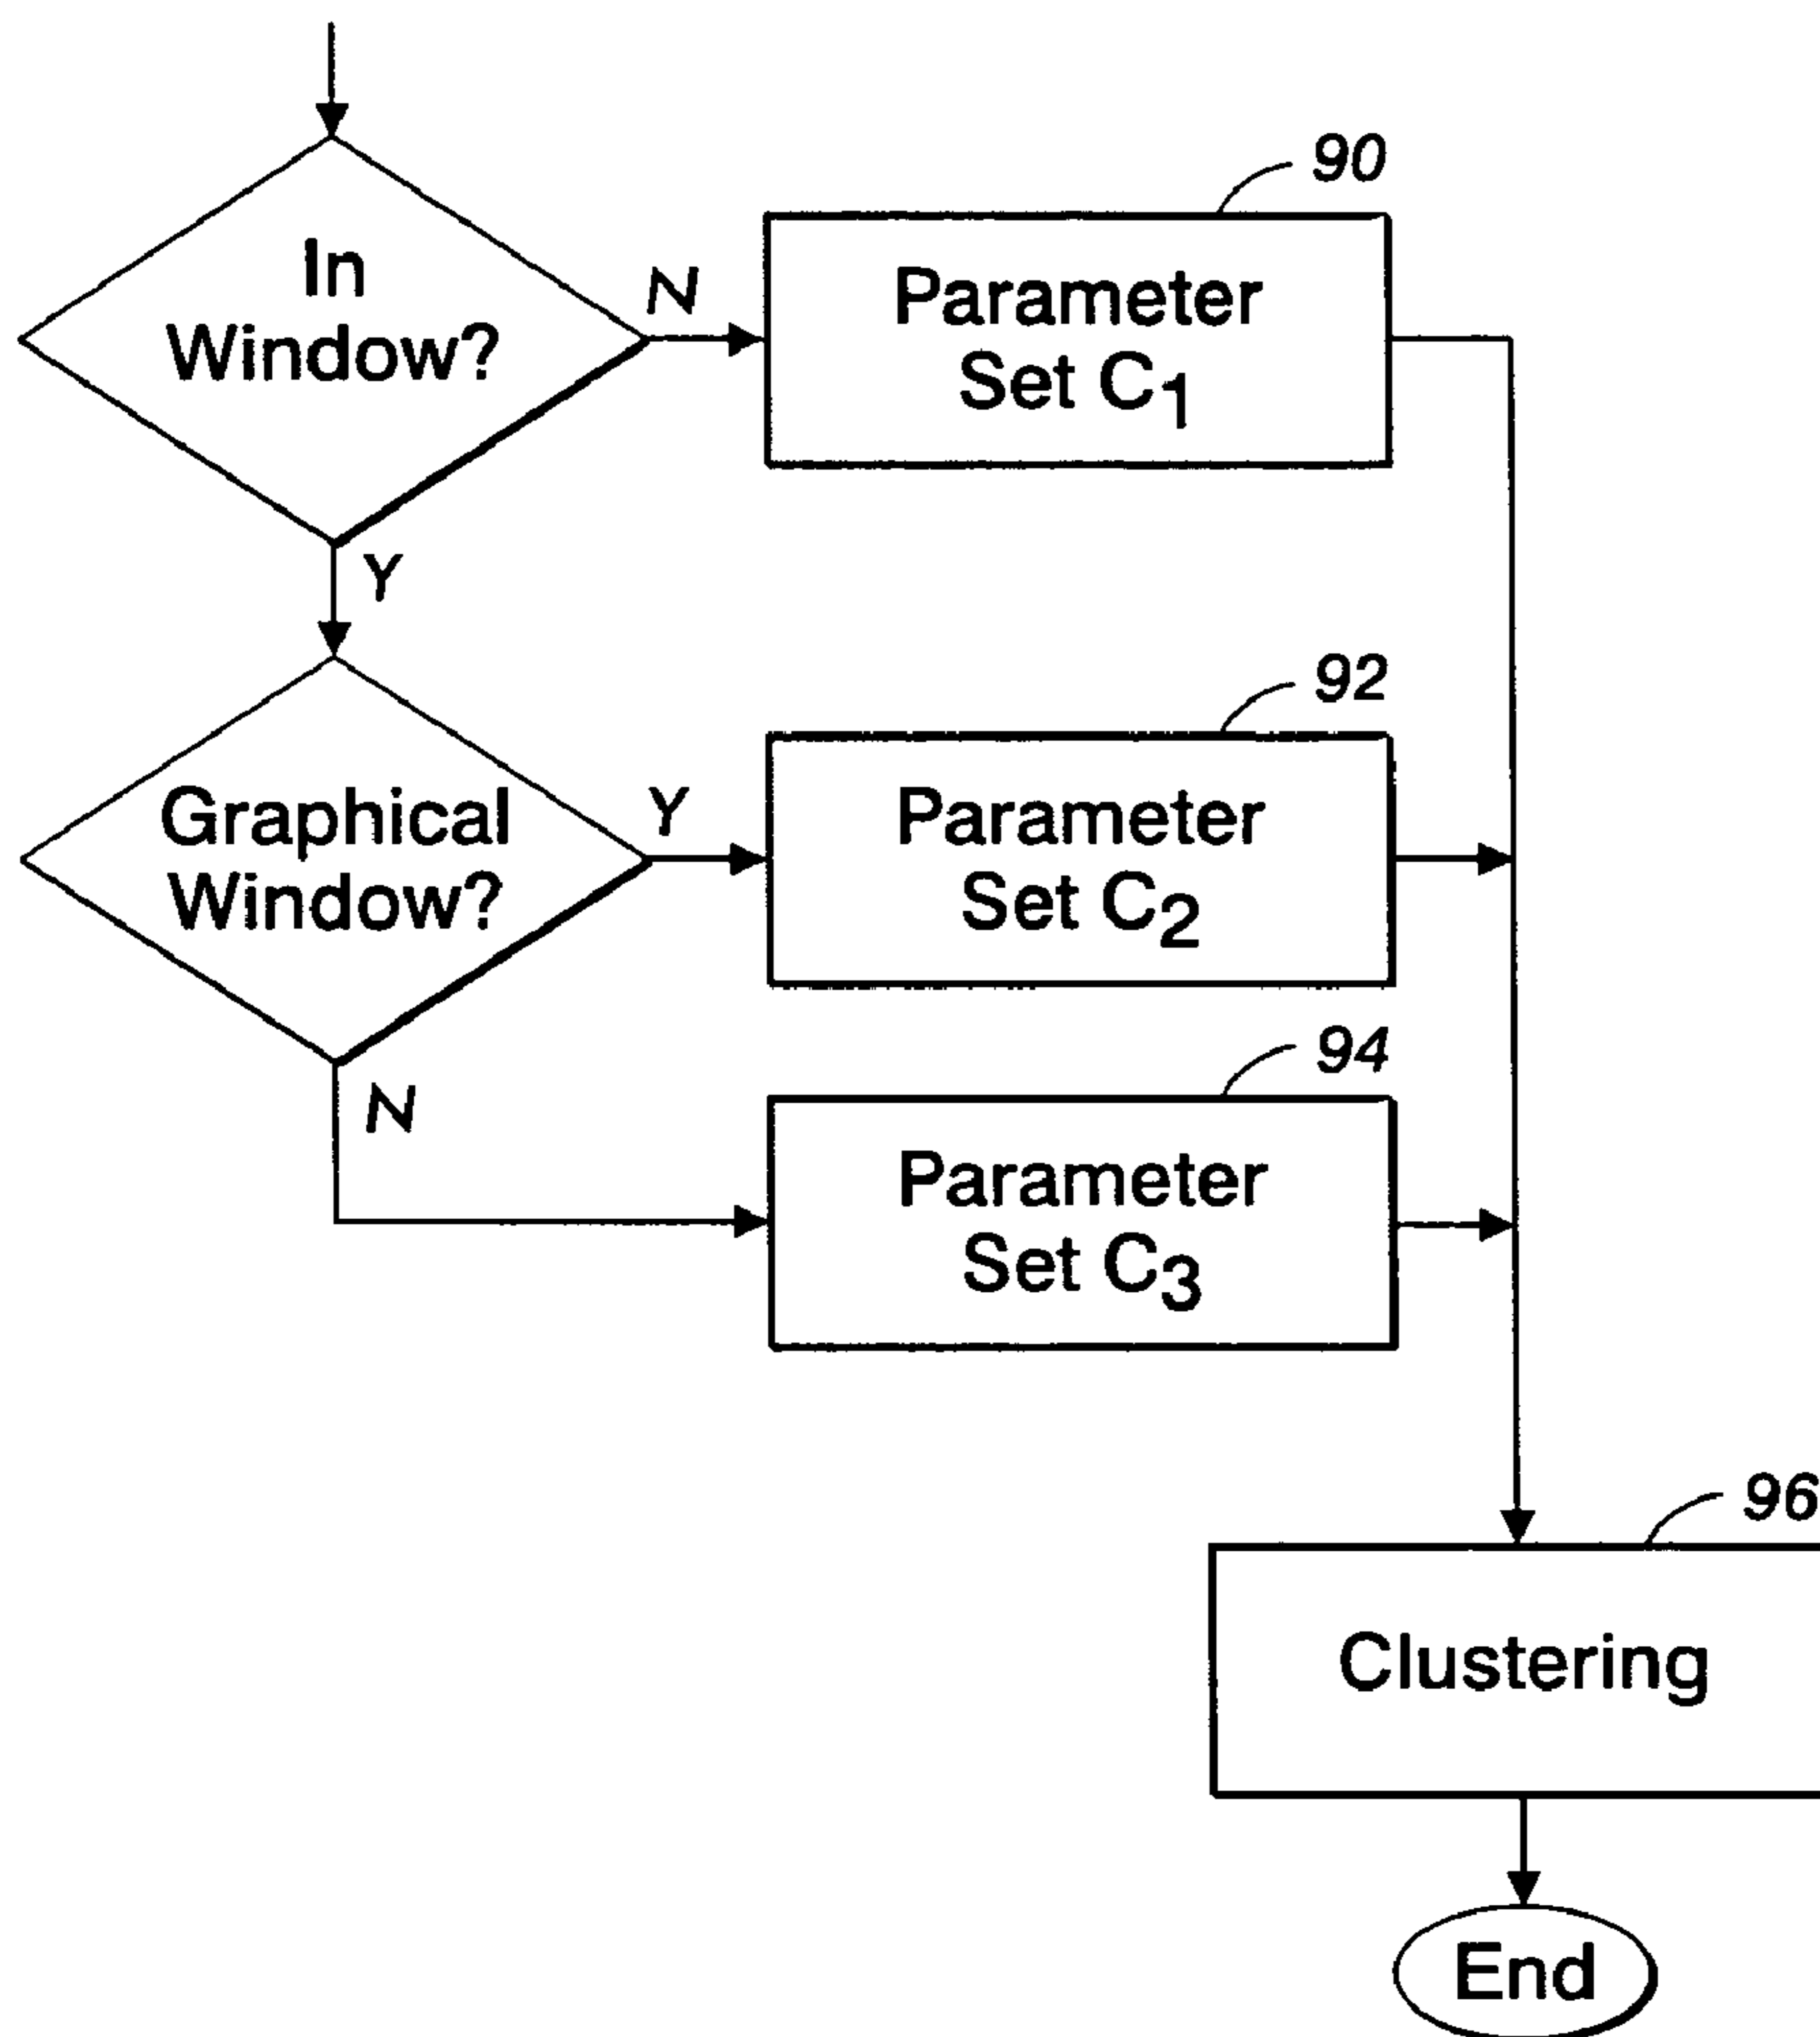 In
Window?
N
90
Parameter
Set C1
Y
Graphical
Window?
Y
92
Parameter
Set C2
N
94
Parameter
Set C3
96
Clustering
End